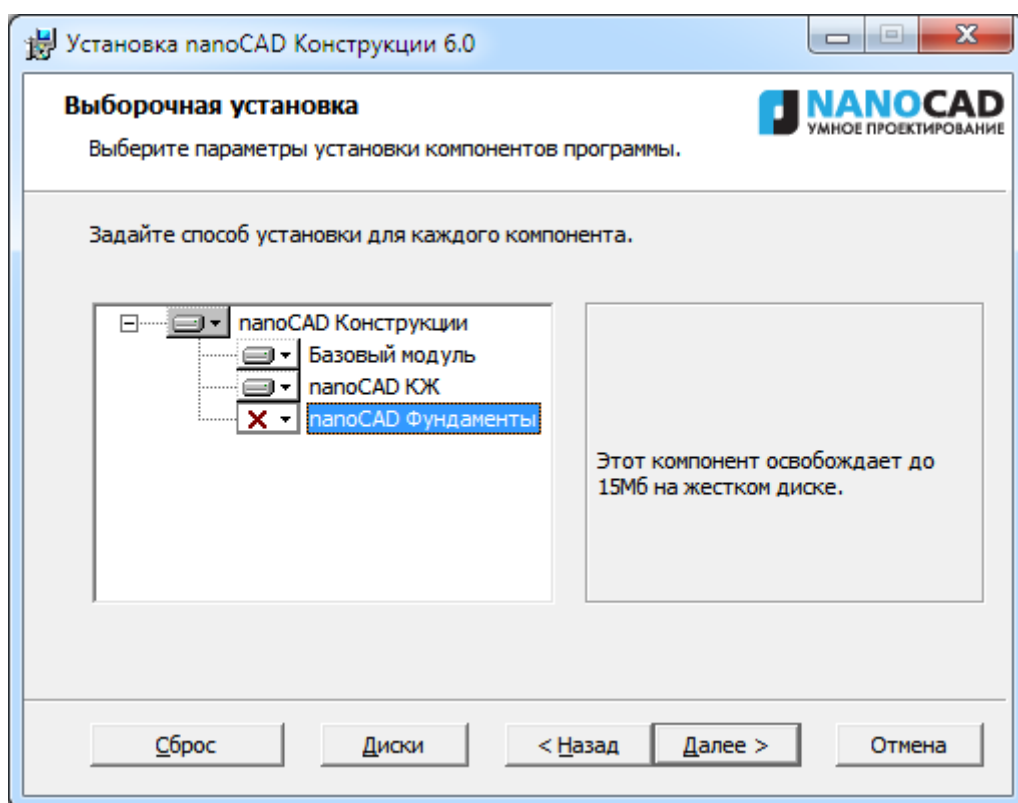 Установка nanoCAD Конструкции 6.0
Выборочная установка
NANOCAD
УМНОЕ ПРОЕКТИРОВАНИЕ
Выберите параметры установки компонентов программы.
Задайте способ установки для каждого компонента.
nanoCAD Конструкции
Базовый модуль
nanoCAD КЖ
nanoCAD Фундаменты
Этот компонент освобождает до
15Мб на жестком диске.
Сброс
Диски
< Назад
Далее >
Отмена